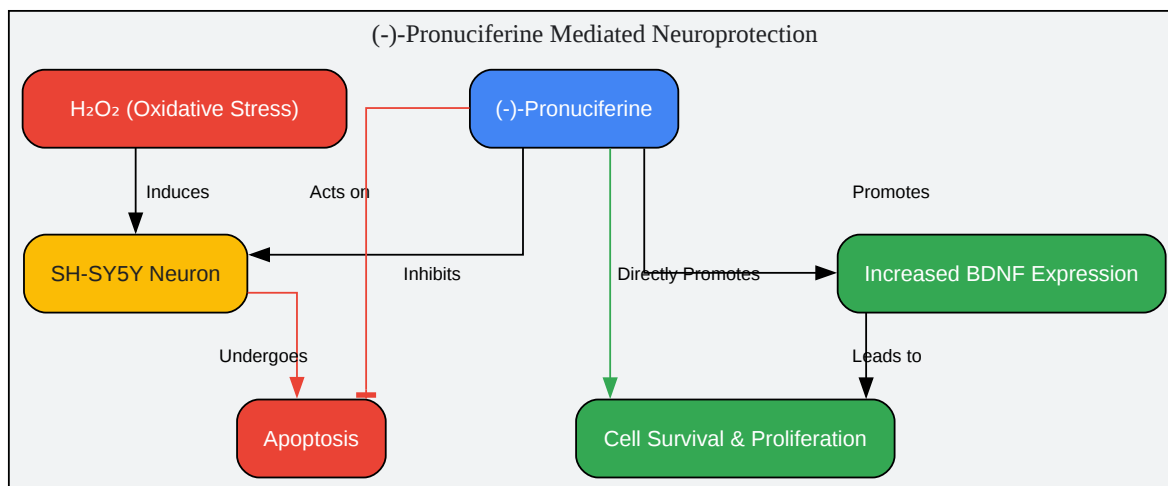 (-)-Pronuciferine Mediated Neuroprotection
H₂O₂ (Oxidative Stress)
(-)-Pronuciferine
Induces
Acts on
Promotes
SH-SY5Y Neuron
Inhibits
Directly Promotes
Increased BDNF Expression
Undergoes
Leads to
Apoptosis
Cell Survival & Proliferation